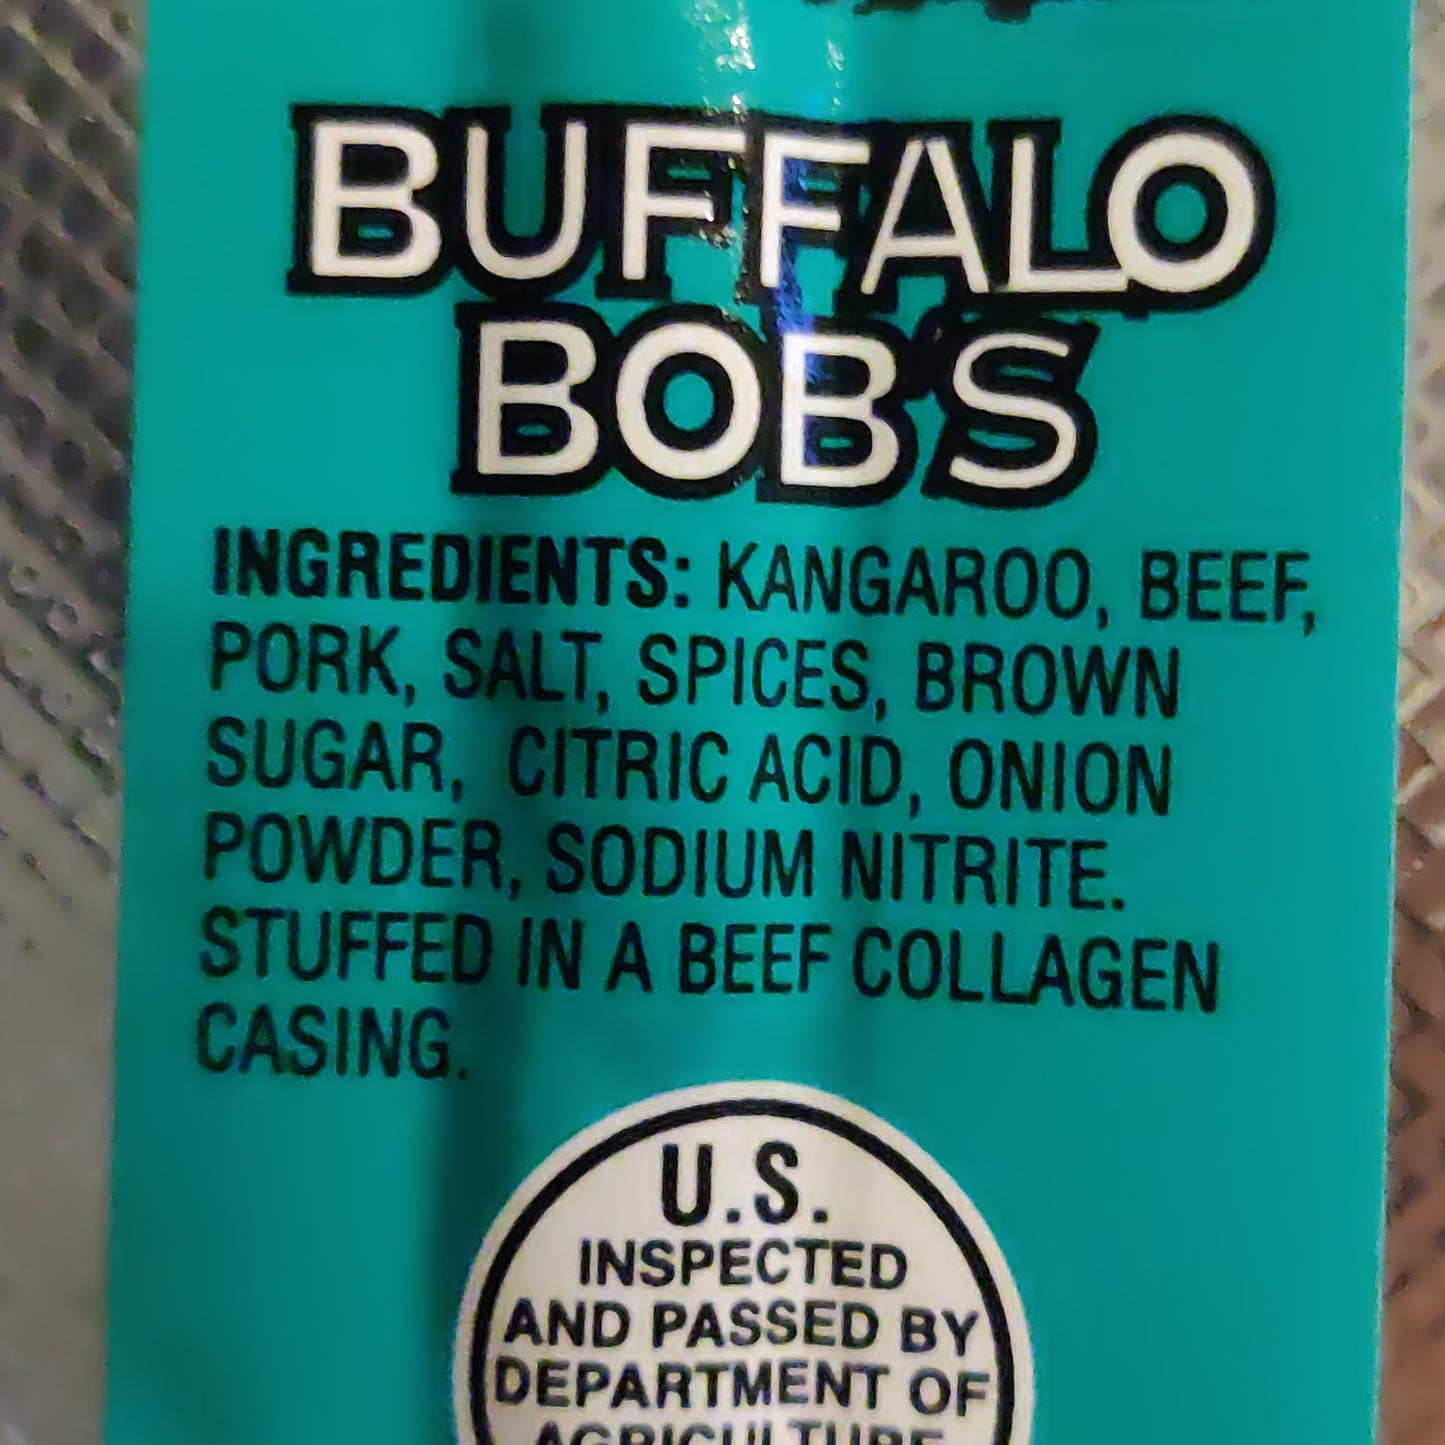 BUFFALO
BOB'S
INGREDIENTS: KANGAROO, BEEF,
PORK, SALT, SPICES, BROWN
SUGAR, CITRIC ACID, ONION
POWDER, SODIUM NITRITE.
STUFFED IN A BEEF COLLAGEN
CASING.
U.S.
INSPECTED
AND PASSED BY
DEPARTMENT OF
AGRICULTURE